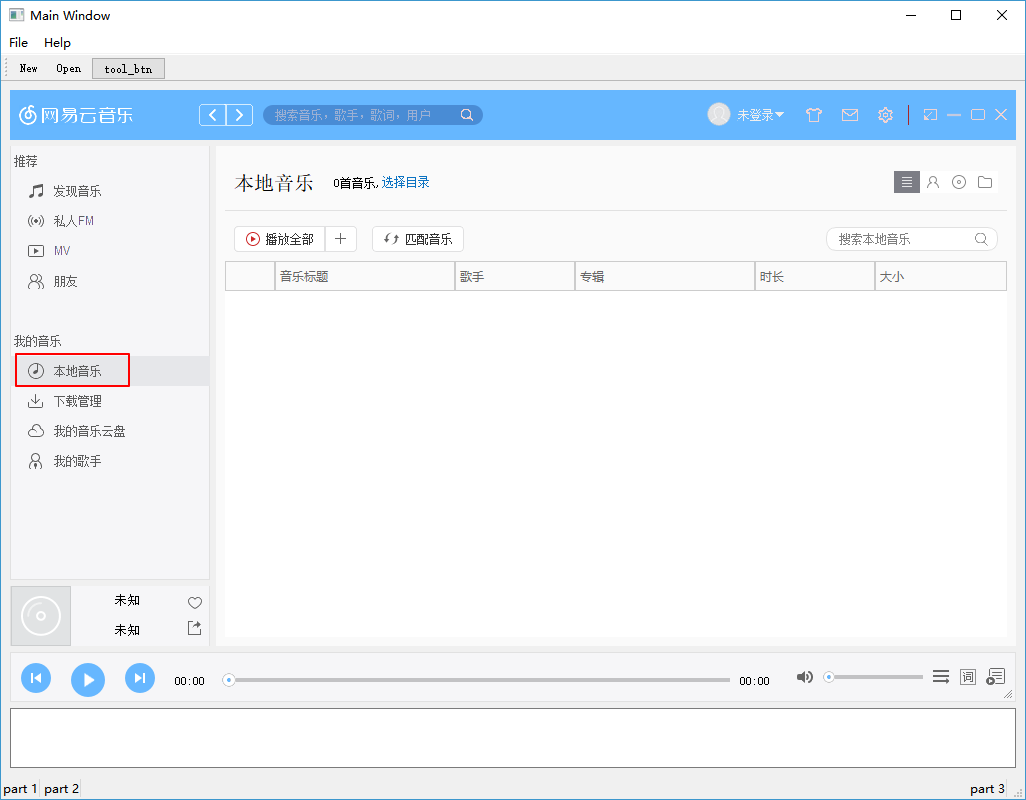 Main Window
File Help
New Open tool_btn
网易云音乐 搜索音乐，歌手，歌词，用户 未登录
推荐
发现音乐
私人FM
MV
朋友
我的音乐
本地音乐
下载管理
我的音乐云盘
我的歌手
本地音乐 0首音乐, 选择目录
播放全部 匹配音乐 搜索本地音乐
音乐标题 歌手 专辑 时长 大小
未知
未知
00:00 00:00 词
part 1 part 2 part 3